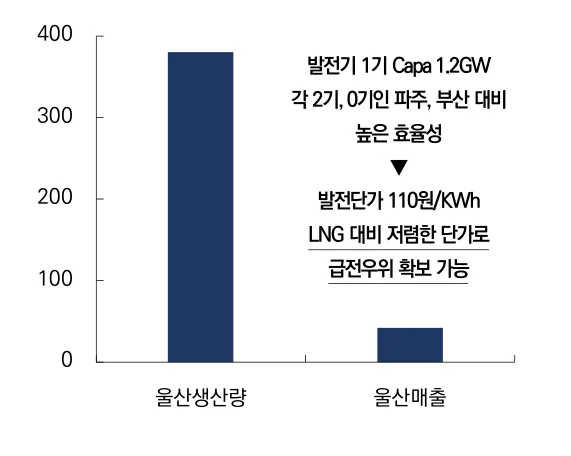 400
300
200
100
0
발전기 1기 Capa 1.2GW
각 2기, 0기인 파주, 부산 대비
높은 효율성
▼
발전단가 110원/KWh
LNG 대비 저렴한 단가로
급전우위 확보 가능
울산생산량
울산매출